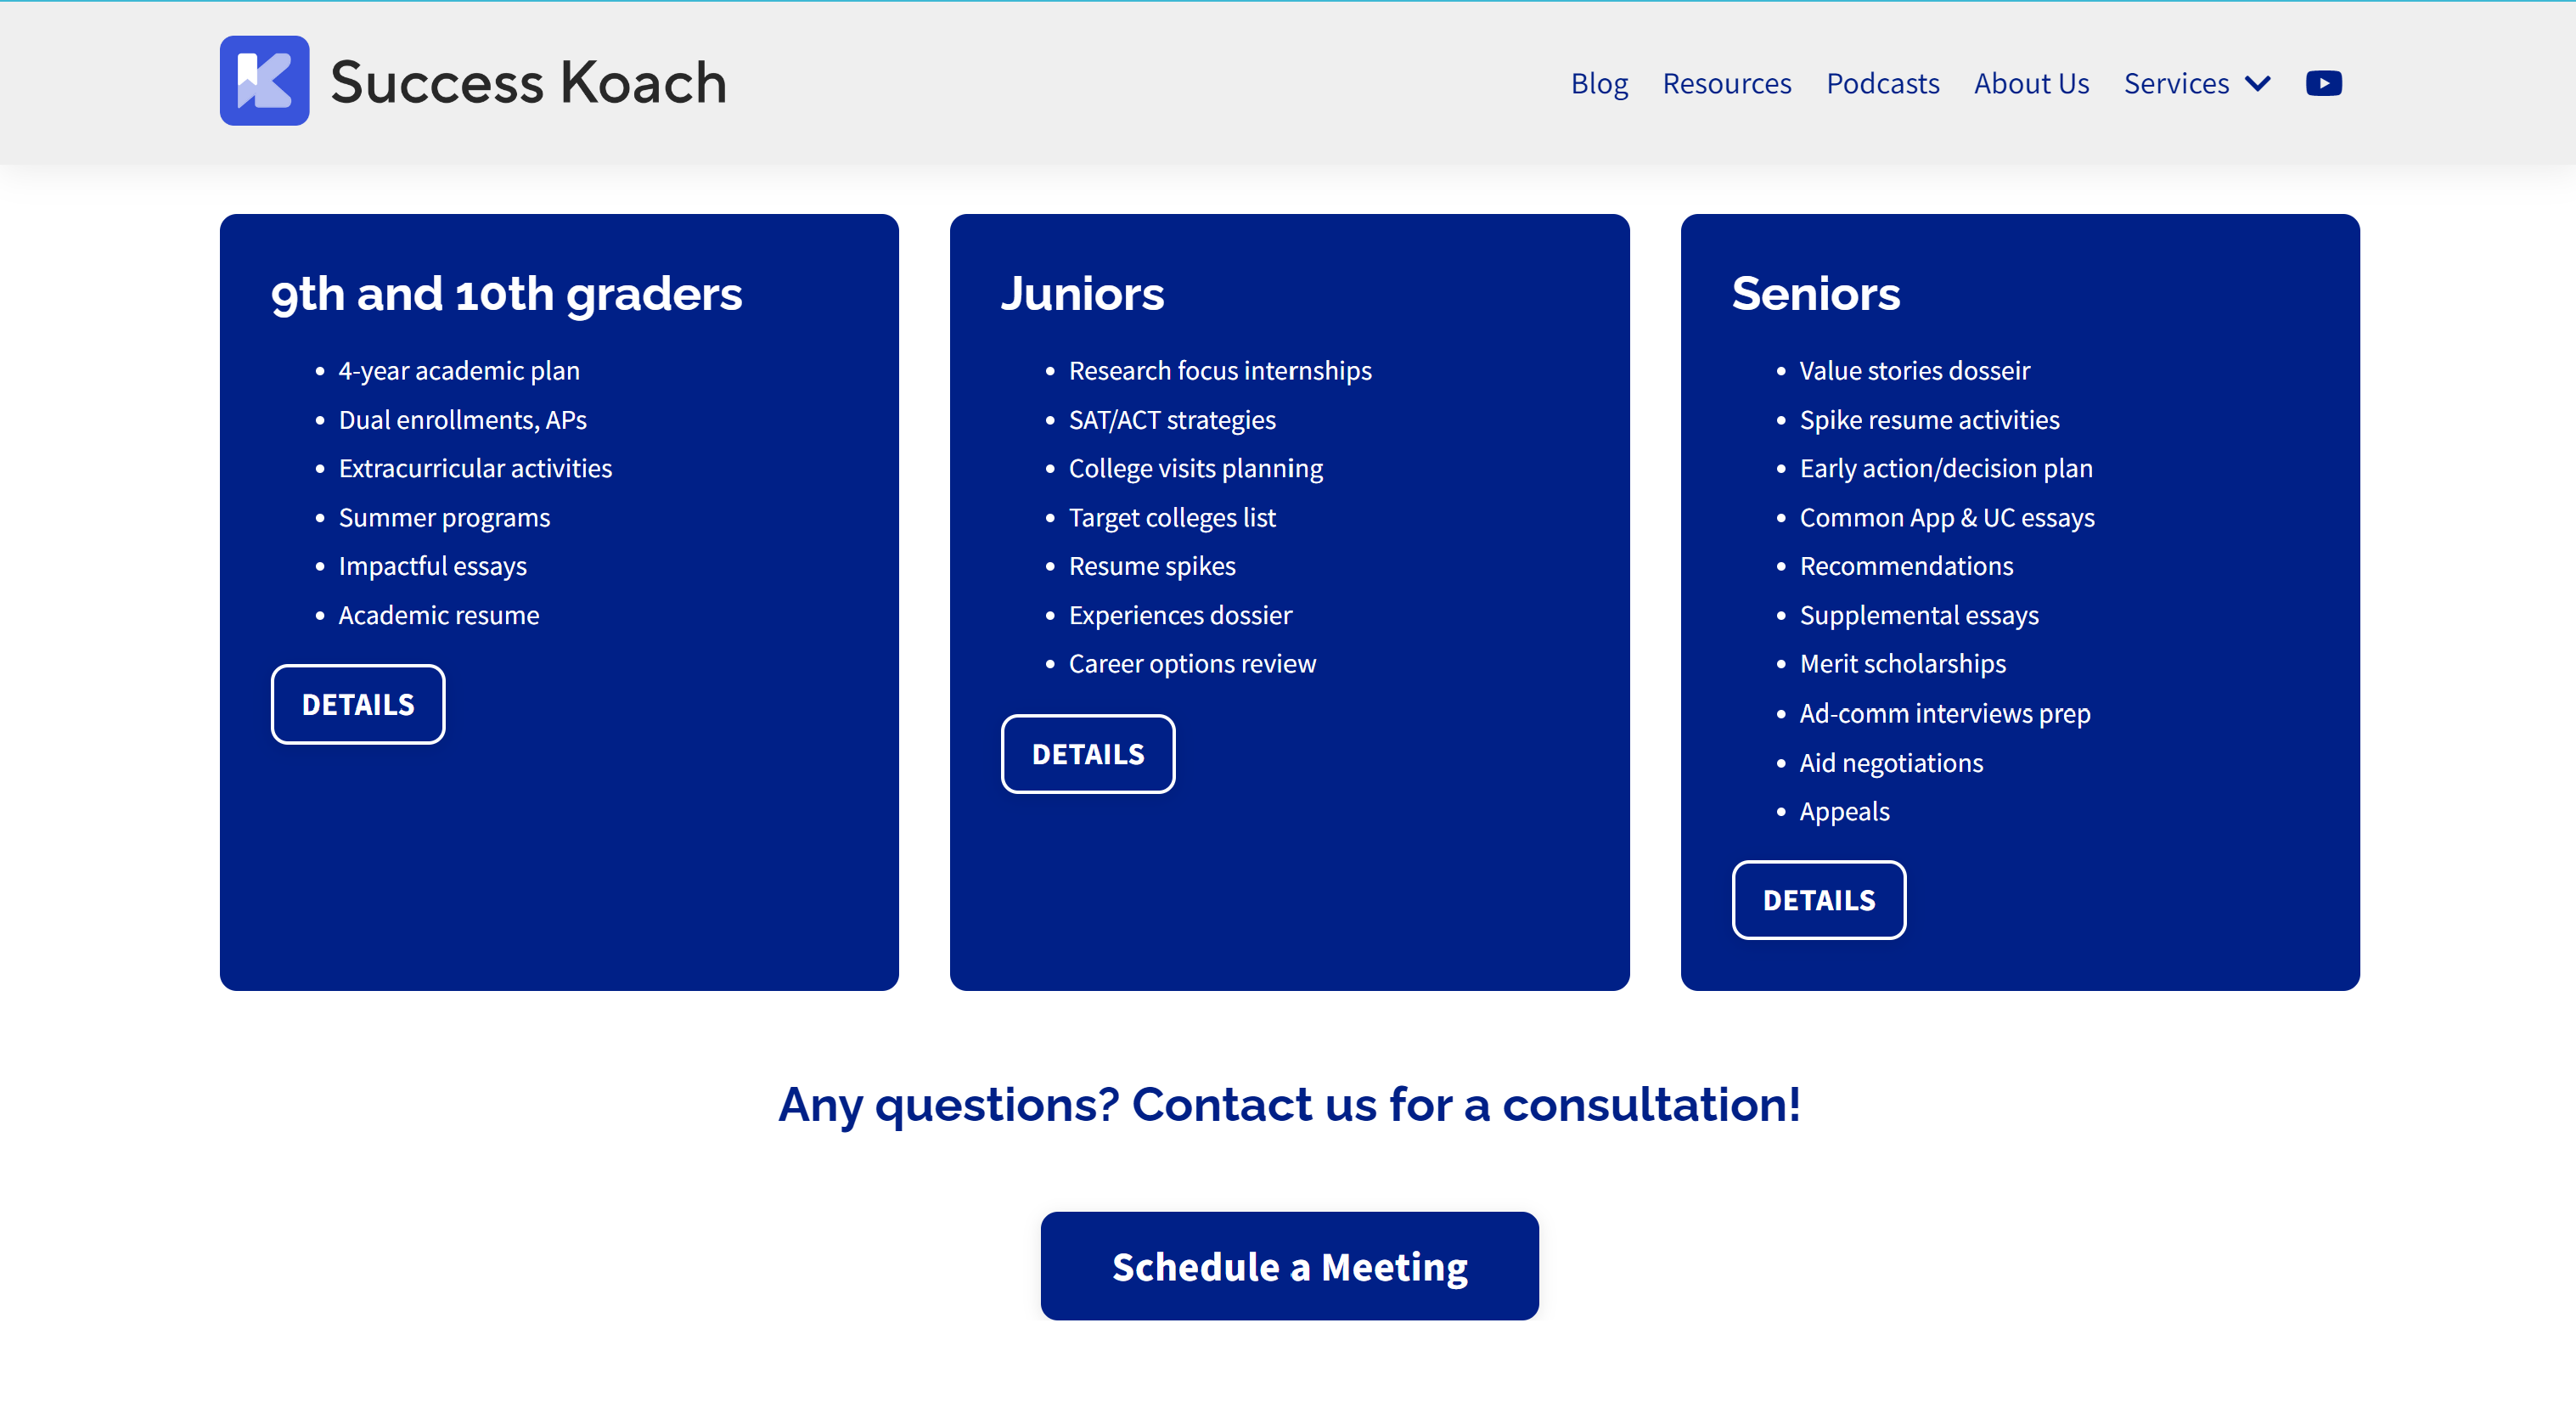 Success Koach
Blog Resources Podcasts About Us Services
9th and 10th graders
4-year academic plan
Dual enrollments, APs
Extracurricular activities
Summer programs
Impactful essays
Academic resume
DETAILS
Juniors
Research focus internships
SAT/ACT strategies
College visits planning
Target colleges list
Resume spikes
Experiences dossier
Career options review
DETAILS
Seniors
Value stories dosseir
Spike resume activities
Early action/decision plan
Common App & UC essays
Recommendations
Supplemental essays
Merit scholarships
Ad-comm interviews prep
Aid negotiations
Appeals
DETAILS
Any questions? Contact us for a consultation!
Schedule a Meeting